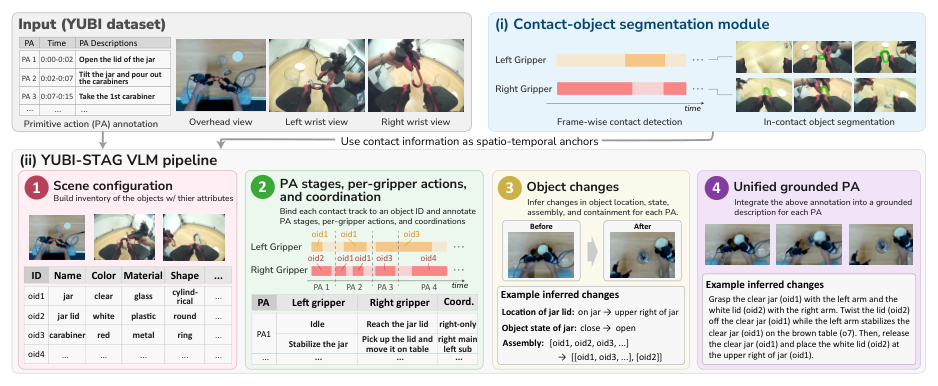 Input (YUBI dataset)
PA Time PA Descriptions
PA 1 0:00-0:02 Open the lid of the jar
PA 2 0:02-0:07 Tilt the jar and pour out
the carabiners
PA 3 0:07-0:15 Take the 1st carabiner
... ... ...
Primitive action (PA) annotation
Overhead view
Left wrist view
Right wrist view
(i) Contact-object segmentation module
Left Gripper ...
Right Gripper ...
time
Frame-wise contact detection
In-contact object segmentation
Use contact information as spatio-temporal anchors
(ii) YUBI-STAG VLM pipeline
1 Scene configuration
Build inventory of the objects w/ thier attributes
ID Name Color Material Shape ...
oid1 jar clear glass cylind-
rical ...
oid2 jar lid white plastic round ...
oid3 carabiner red metal ring ...
oid4 ... ... ... ... ...
2 PA stages, per-gripper actions,
and coordination
Bind each contact track to an object ID and annotate
PA stages, per-gripper actions, and coordinations
oid1 oid1 oid3
Left Gripper ...
oid2 oid1 oid1 oid3 oid4
Right Gripper ...
PA 1 PA 2 PA 3 PA 4 time
PA Left gripper Right gripper Coord.
PA1 Idle Reach the jar lid right-only
Stabilize the jar Pick up the lid and
move it on table right main
left sub
... ... ... ...
3 Object changes
Infer changes in object location, state,
assembly, and containment for each PA.
Before After
Example inferred changes
Location of jar lid: on jar → upper right of jar
Object state of jar: close → open
Assembly: [oid1, oid2, oid3, ...]
→ [[oid1, oid3, ...], [oid2]]
4 Unified grounded PA
Integrate the above annotation into a grounded
description for each PA
Example inferred changes
Grasp the clear jar (oid1) with the left arm and the
white lid (oid2) with the right arm. Twist the lid (oid2)
off the clear jar (oid1) while the left arm stabilizes the
clear jar (oid1) on the brown table (o7). Then, release
the clear jar (oid1) and place the white lid (oid2) at
the upper right of jar (oid1).